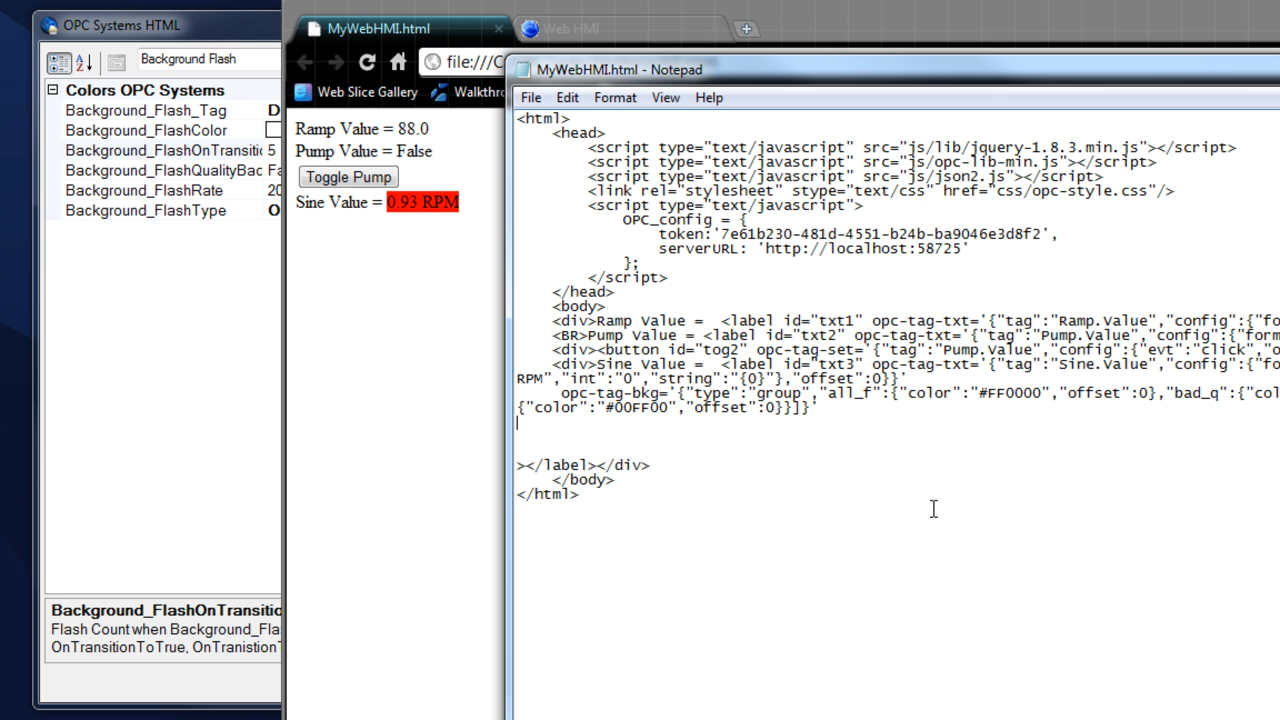 OPC Systems HTML
Background Flash
Colors OPC Systems
Background_Flash_Tag D
Background_FlashColor
Background_FlashOnTransitic 5
Background_FlashQualityBac Fa
Background_FlashRate 20
Background_FlashType O
Background_FlashOnTransitio
Flash Count when Background_Fla
OnTransitionToTrue, OnTranistionT
MyWebHMI.html
Web HMI
file:///C
Web Slice Gallery
Walkthro
Ramp Value = 88.0
Pump Value = False
Toggle Pump
Sine Value = 0.93 RPM
MyWebHMI.html - Notepad
File Edit Format View Help
<html>
<head>
<script type="text/javascript" src="js/lib/jquery-1.8.3.min.js"></script>
<script type="text/javascript" src="js/opc-lib-min.js"></script>
<script type="text/javascript" src="js/json2.js"></script>
<link rel="stylesheet" stype="text/css" href="css/opc-style.css"/>
<script type="text/javascript">
OPC_config = {
token:'7e61b230-481d-4551-b24b-ba9046e3d8f2',
serverURL: 'http://localhost:58725'
};
</script>
</head>
<body>
<div>Ramp Value =  <label id="txt1" opc-tag-txt='{"tag":"Ramp.Value","config":{"fo
<BR>Pump Value = <label id="txt2" opc-tag-txt='{"tag":"Pump.Value","config":{"form
<div><button id="tog2" opc-tag-set='{"tag":"Pump.Value","config":{"evt":"click","o
<div>Sine Value =  <label id="txt3" opc-tag-txt='{"tag":"Sine.Value","config":{"fo
RPM","int":"0","string":"{0}"},"offset":0}}'
opc-tag-bkg='{"type":"group","all_f":{"color":"#FF0000","offset":0},"bad_q":{"col
{"color":"#00FF00","offset":0}}]}'
></label></div>
</body>
</html>